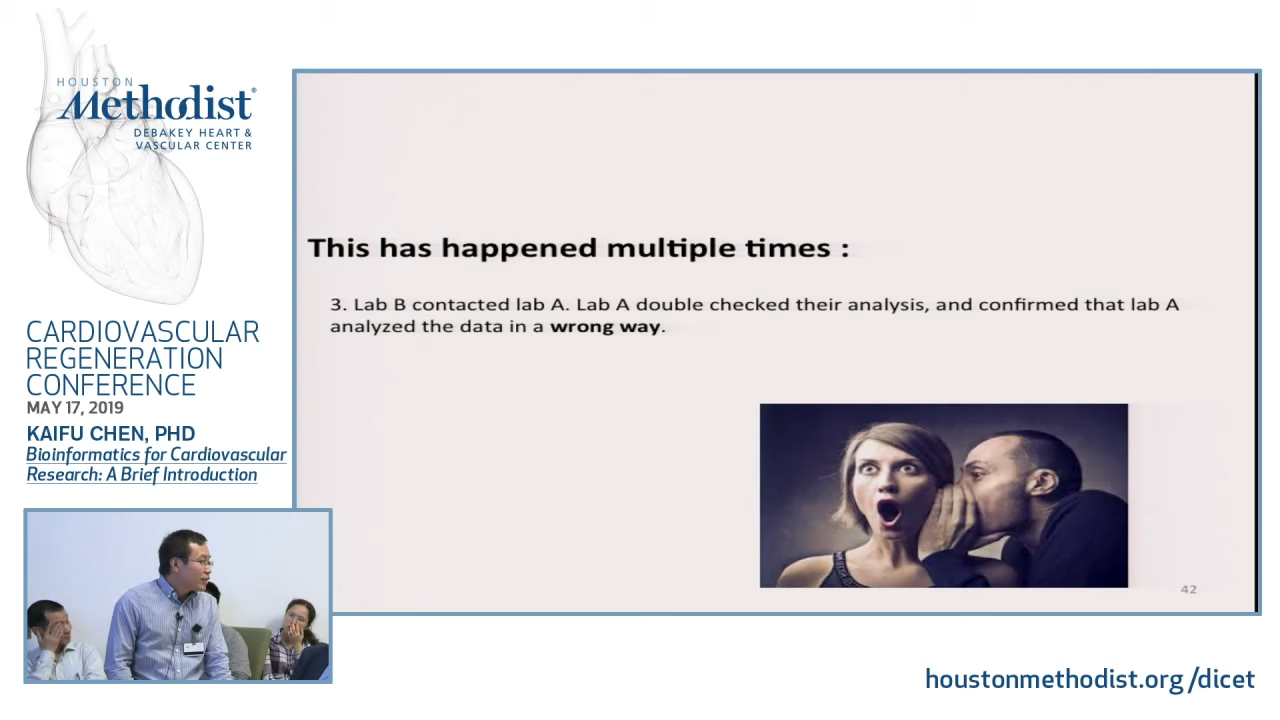 HOUSTON
Methodist®
DEBAKEY HEART &
VASCULAR CENTER
CARDIOVASCULAR
REGENERATION
CONFERENCE
MAY 17, 2019
KAIFU CHEN, PHD
Bioinformatics for Cardiovascular
Research: A Brief Introduction
This has happened multiple times :
3. Lab B contacted lab A. Lab A double checked their analysis, and confirmed that lab A
analyzed the data in a wrong way.
42
houstonmethodist.org/dicet